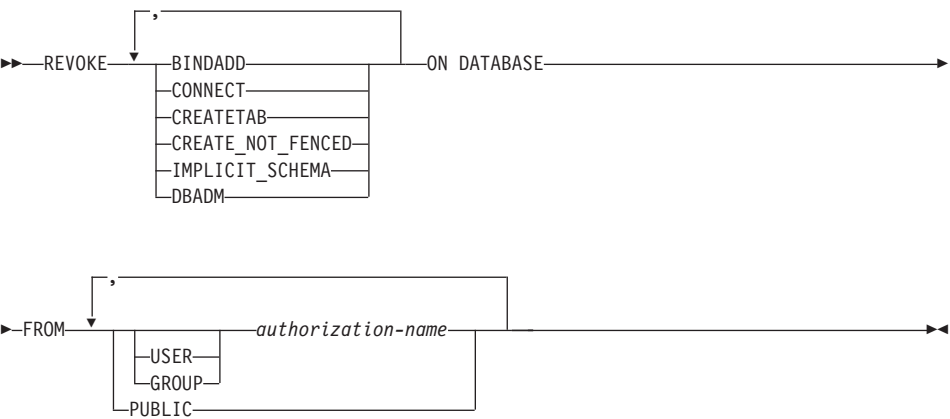 ,
REVOKE BINDADD ON DATABASE
CONNECT
CREATETAB
CREATE_NOT_FENCED
IMPLICIT_SCHEMA
DBADM
,
FROM authorization-name
USER
GROUP
PUBLIC